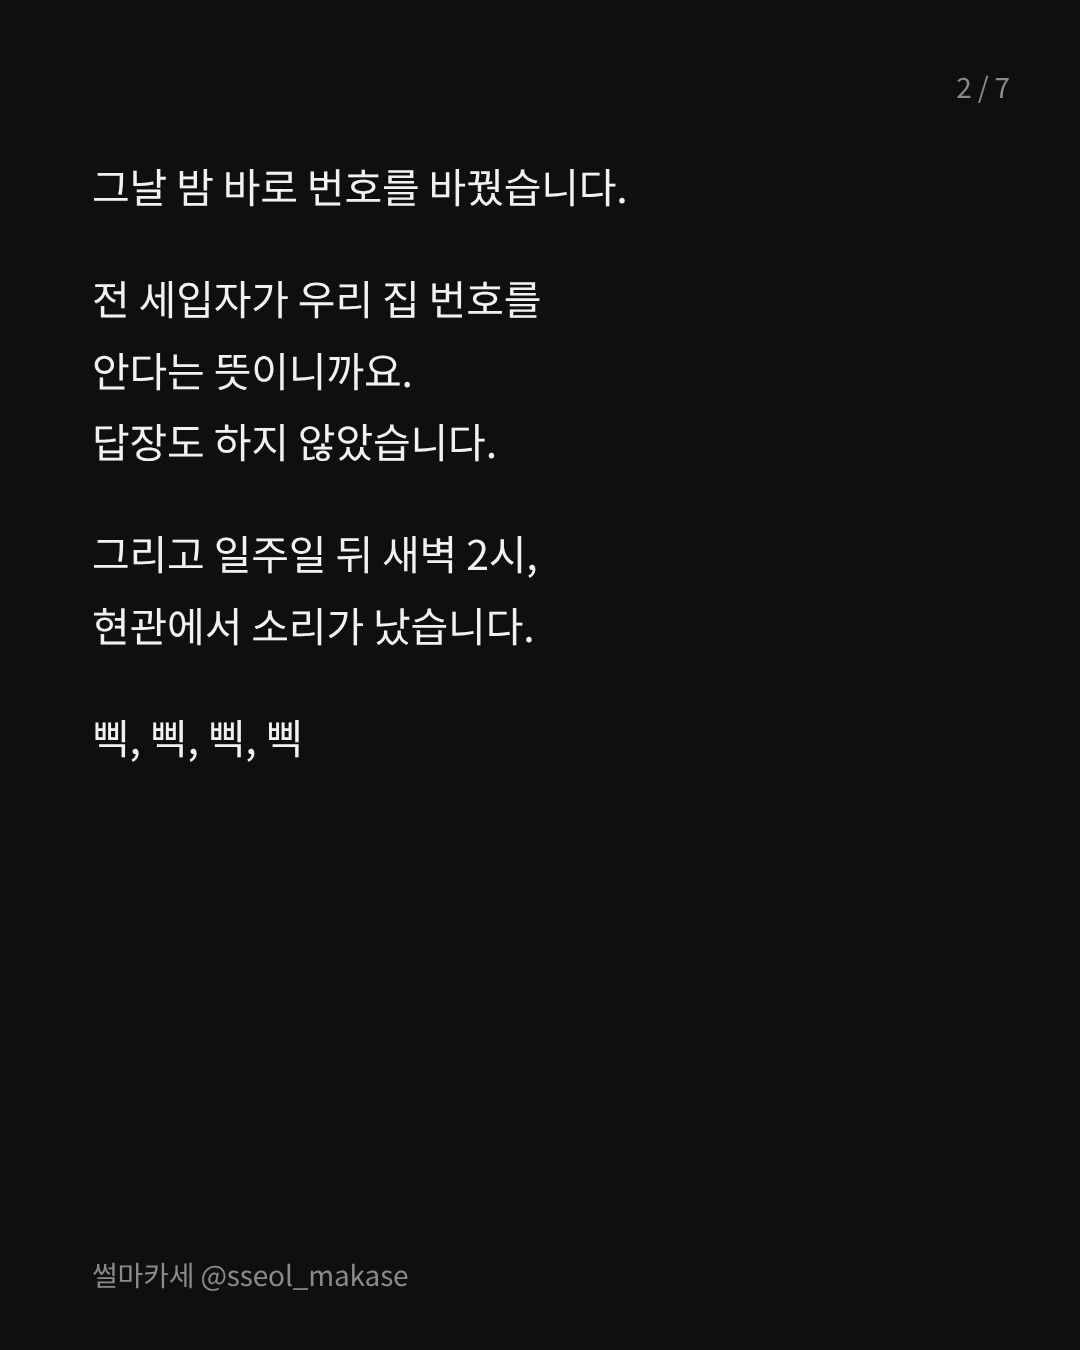 2 / 7
그날 밤 바로 번호를 바꿨습니다.
전 세입자가 우리 집 번호를
안다는 뜻이니까요.
답장도 하지 않았습니다.
그리고 일주일 뒤 새벽 2시,
현관에서 소리가 났습니다.
삑, 삑, 삑, 삑
썰마카세 @sseol_makase